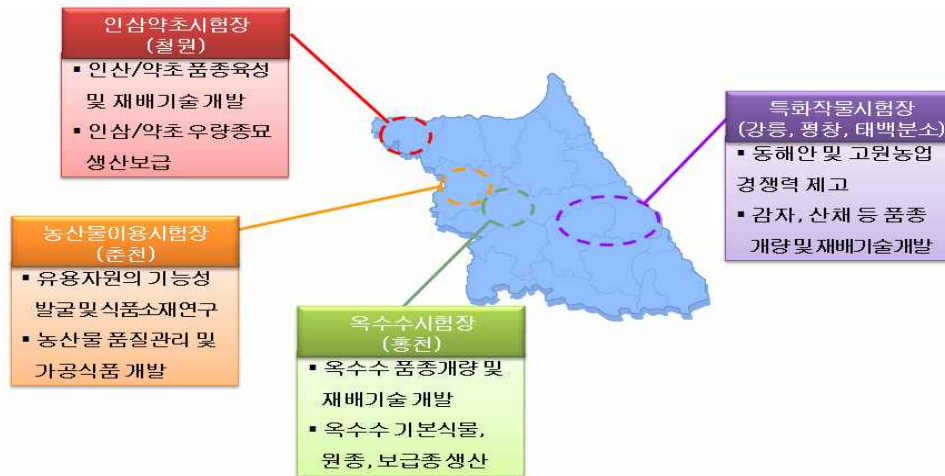 인삼약초시험장
(철원)
▪ 인산/약초 품종육성
및 재배기술 개발
▪ 인삼/약초 우량종묘
생산보급
특화작물시험장
(강릉, 평창, 태백분소)
▪ 동해안 및 고원농업
경쟁력 제고
▪ 감자, 산채 등 품종
개량 및 재배기술개발
농산물이용시험장
(춘천)
▪ 유용자원의 기능성
발굴 및 식품소재연구
▪ 농산물 품질관리 및
가공식품 개발
옥수수시험장
(홍천)
▪ 옥수수 품종개량 및
재배기술 개발
▪ 옥수수 기본식물,
원종, 보급종 생산